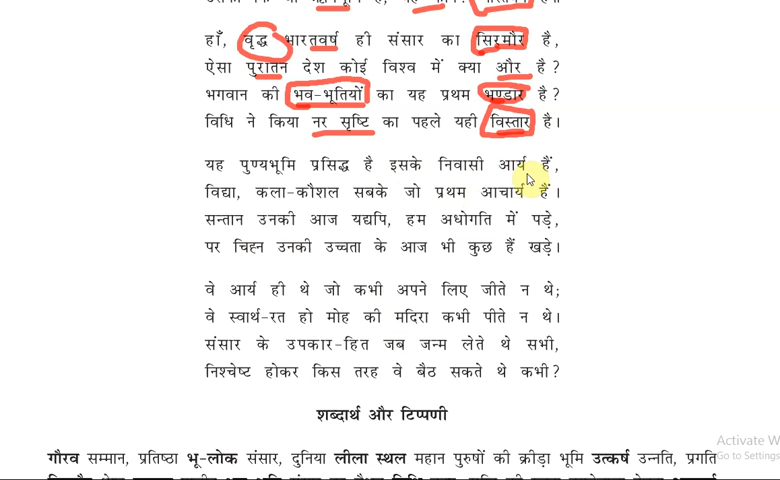 हाँ, वृद्ध भारतवर्ष ही संसार का सिरमौर है,
ऐसा पुरातन देश कोई विश्व में क्या और है?
भगवान की भव-भूतियों का यह प्रथम भण्डार है?
विधि ने किया नर सृष्टि का पहले यही विस्तार है।
यह पुण्यभूमि प्रसिद्ध है इसके निवासी आर्य हैं,
विद्या, कला-कौशल सबके जो प्रथम आचार्य हैं।
सन्तान उनकी आज यद्यपि, हम अधोगति में पड़े,
पर चिह्न उनकी उच्चता के आज भी कुछ हैं खड़े।
वे आर्य ही थे जो कभी अपने लिए जीते न थे;
वे स्वार्थ-रत हो मोह की मदिरा कभी पीते न थे।
संसार के उपकार-हित जब जन्म लेते थे सभी,
निश्चेष्ट होकर किस तरह वे बैठ सकते थे कभी?
शब्दार्थ और टिप्पणी
गौरव सम्मान, प्रतिष्ठा भू-लोक संसार, दुनिया लीला स्थल महान पुरुषों की क्रीड़ा भूमि उत्कर्ष उन्नति, प्रगति
Activate W
Go to Settings